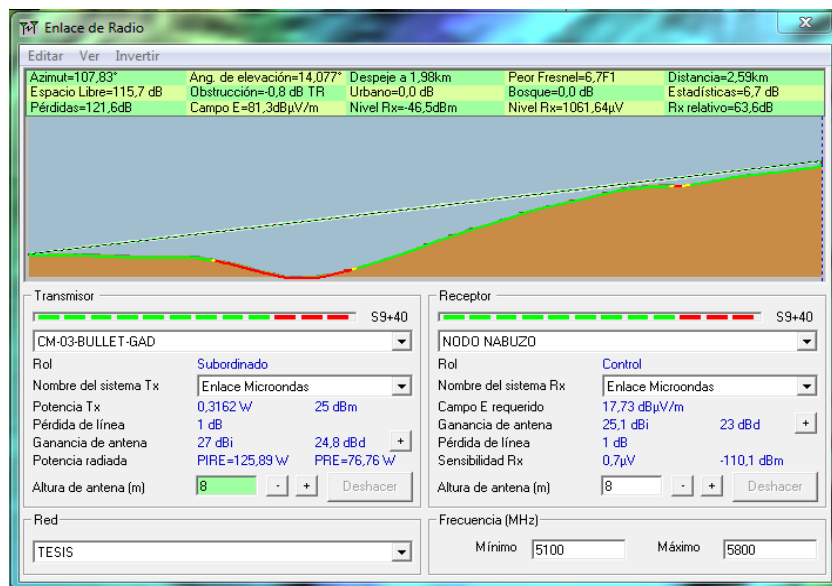 Enlace de Radio
Editar Ver Invertir
Azimut=107,83° Ang. de elevación=14,077° Despeje a 1,98km Peor Fresnel=6,7F1 Distancia=2,59km
Espacio Libre=115,7 dB Obstrucción=-0,8 dB TR Urbano=0,0 dB Bosque=0,0 dB Estadísticas=6,7 dB
Pérdidas=121,6dB Campo E=81,3dBµV/m Nivel Rx=-46,5dBm Nivel Rx=1061,64µV Rx relativo=63,6dB
Transmisor
S9+40
CM-03-BULLET-GAD
Rol Subordinado
Nombre del sistema Tx Enlace Microondas
Potencia Tx 0,3162 W 25 dBm
Pérdida de línea 1 dB
Ganancia de antena 27 dBi 24,8 dBd +
Potencia radiada PIRE=125,89 W PRE=76,76 W
Altura de antena (m) 8 - + Deshacer
Receptor
S9+40
NODO NABUZO
Rol Control
Nombre del sistema Rx Enlace Microondas
Campo E requerido 17,73 dBµV/m
Ganancia de antena 25,1 dBi 23 dBd +
Pérdida de línea 1 dB
Sensibilidad Rx 0,7µV -110,1 dBm
Altura de antena (m) 8 - + Deshacer
Red
TESIS
Frecuencia (MHz)
Mínimo 5100 Máximo 5800